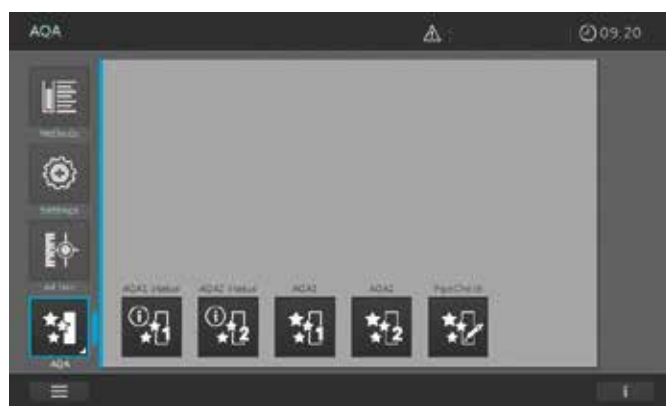 AQA
09.20
Methods
Settings
AQA1 status AQA2 status AQA1 AQA2 PipeCheck
AQA